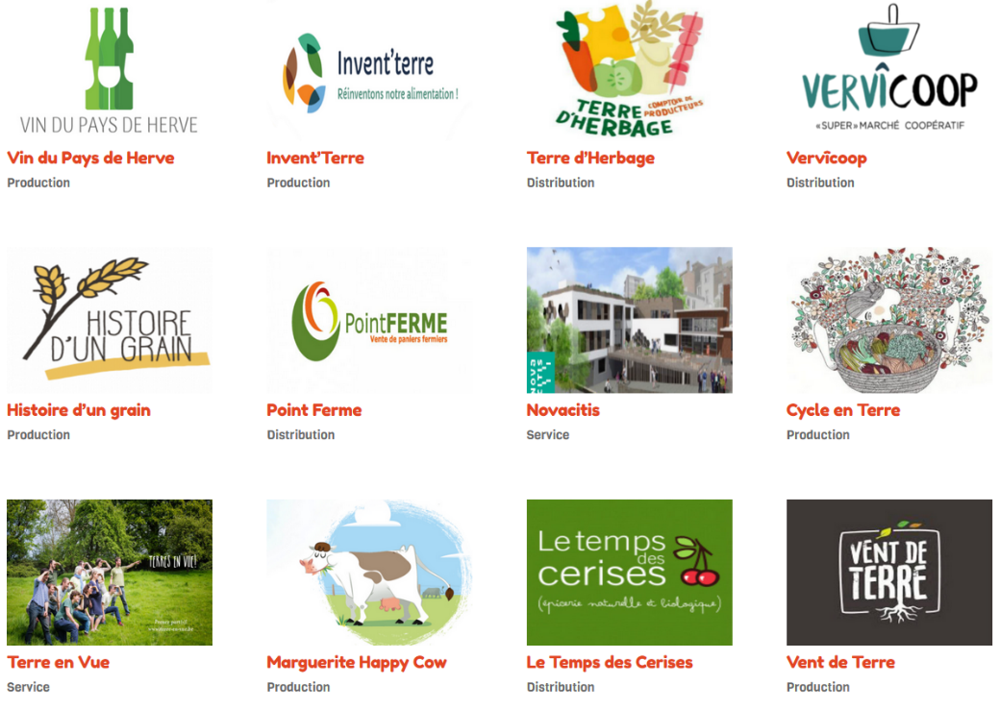 VIN DU PAYS DE HERVE
Vin du Pays de Herve
Production
Invent'terre
Réinventons notre alimentation !
Invent'Terre
Production
TERRE
D'HERBAGE
COMPTOIR DE
PRODUCTEURS
Terre d'Herbage
Distribution
VERVÎCOOP
«SUPER»MARCHÉ COOPÉRATIF
Vervîcoop
Distribution
HISTOIRE
D'UN GRAIN
Histoire d'un grain
Production
PointFERME
Vente de paniers fermiers
Point Ferme
Distribution
NOVA
CITIS
Novacitis
Service
Cycle en Terre
Production
TERRES EN VUE!
Terre en Vue
Service
Marguerite Happy Cow
Production
Le temps
des
cerises
(épicerie naturelle et biologique)
Le Temps des Cerises
Distribution
VENT DE
TERRE
Vent de Terre
Production